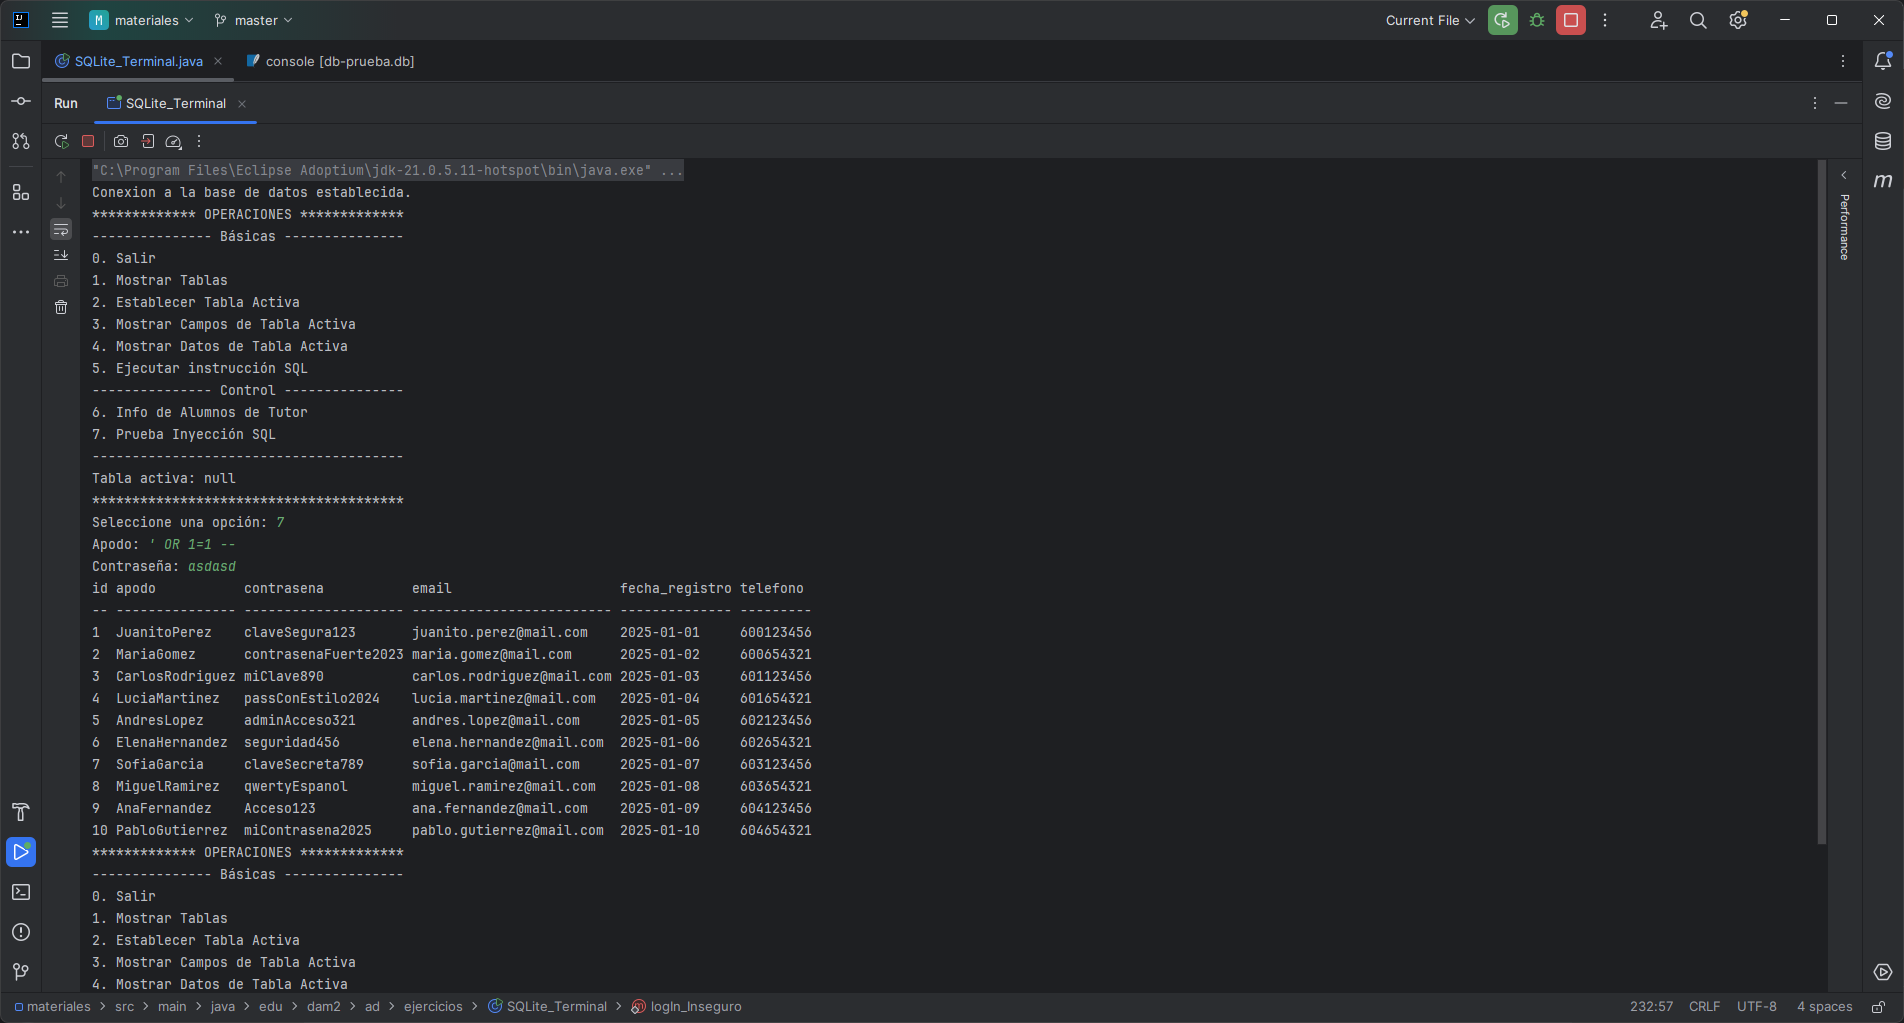 M materiales master Current File
SQLite_Terminal.java console [db-prueba.db]
Run SQLite_Terminal
"C:\Program Files\Eclipse Adoptium\jdk-21.0.5.11-hotspot\bin\java.exe" ...
Conexion a la base de datos establecida.
************* OPERACIONES *************
--------------- Básicas ---------------
0. Salir
1. Mostrar Tablas
2. Establecer Tabla Activa
3. Mostrar Campos de Tabla Activa
4. Mostrar Datos de Tabla Activa
5. Ejecutar instrucción SQL
--------------- Control ---------------
6. Info de Alumnos de Tutor
7. Prueba Inyección SQL
---------------------------------------
Tabla activa: null
***************************************
Seleccione una opción: 7
Apodo: ' OR 1=1 --
Contraseña: asdasd
id apodo contrasena email fecha_registro telefono
-- --------------- -------------------- ------------------------- -------------- ---------
1 JuanitoPerez claveSegura123 juanito.perez@mail.com 2025-01-01 600123456
2 MariaGomez contrasenaFuerte2023 maria.gomez@mail.com 2025-01-02 600654321
3 CarlosRodriguez miClave890 carlos.rodriguez@mail.com 2025-01-03 601123456
4 LuciaMartinez passConEstilo2024 lucia.martinez@mail.com 2025-01-04 601654321
5 AndresLopez adminAcceso321 andres.lopez@mail.com 2025-01-05 602123456
6 ElenaHernandez seguridad456 elena.hernandez@mail.com 2025-01-06 602654321
7 SofiaGarcia claveSecreta789 sofia.garcia@mail.com 2025-01-07 603123456
8 MiguelRamirez qwertyEspanol miguel.ramirez@mail.com 2025-01-08 603654321
9 AnaFernandez Acceso123 ana.fernandez@mail.com 2025-01-09 604123456
10 PabloGutierrez miContrasena2025 pablo.gutierrez@mail.com 2025-01-10 604654321
************* OPERACIONES *************
--------------- Básicas ---------------
0. Salir
1. Mostrar Tablas
2. Establecer Tabla Activa
3. Mostrar Campos de Tabla Activa
4. Mostrar Datos de Tabla Activa
Performance
materiales > src > main > java > edu > dam2 > ad > ejercicios > SQLite_Terminal > logIn_Inseguro
232:57 CRLF UTF-8 4 spaces